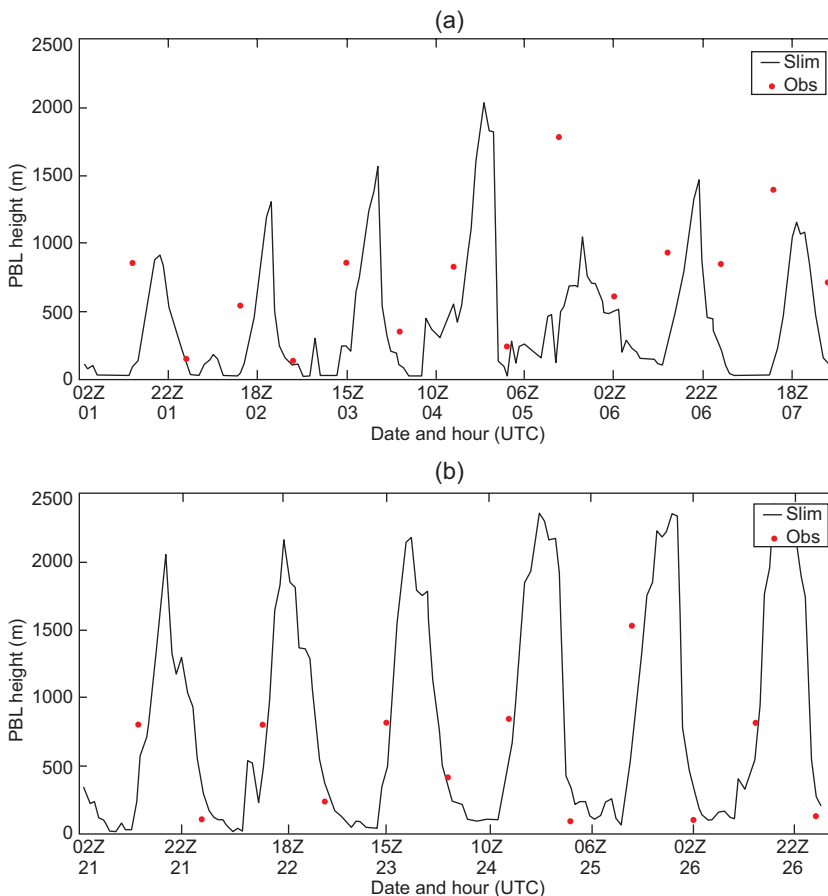 (a)
2500
2000
1500
1000
500
0
PBL height (m)
Slim
Obs
02Z 22Z 18Z 15Z 10Z 06Z 02Z 22Z 18Z
01 01 02 03 04 05 06 06 07
Date and hour (UTC)
(b)
2500
2000
1500
1000
500
0
PBL height (m)
Slim
Obs
02Z 22Z 18Z 15Z 10Z 06Z 02Z 22Z
21 21 22 23 24 25 26 26
Date and hour (UTC)